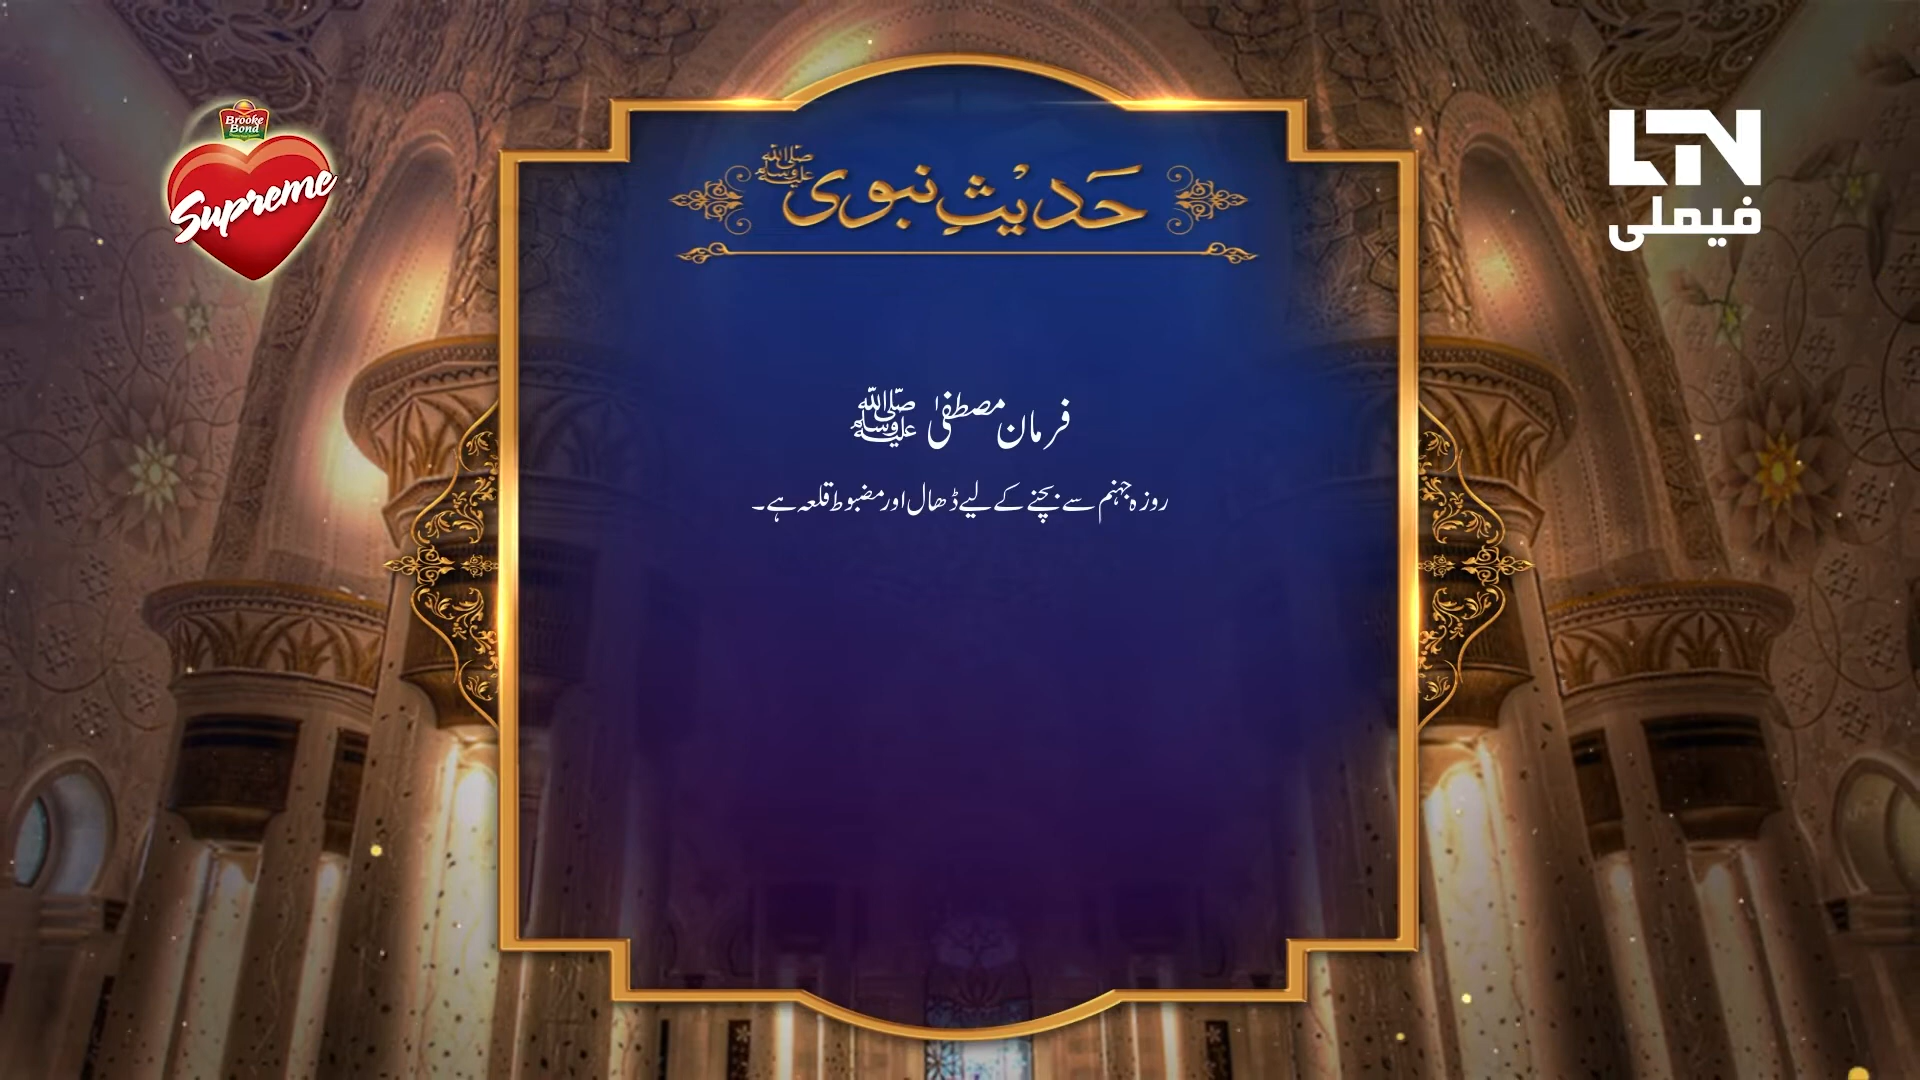 Brooke Bond
Supreme
LTN
فیملی
حَدیْثِ نبوی ﷺ
فرمان مصطفیٰ ﷺ
روزہ جہنم سے بچنے کے لیے ڈھال اور مضبوط قلعہ ہے۔